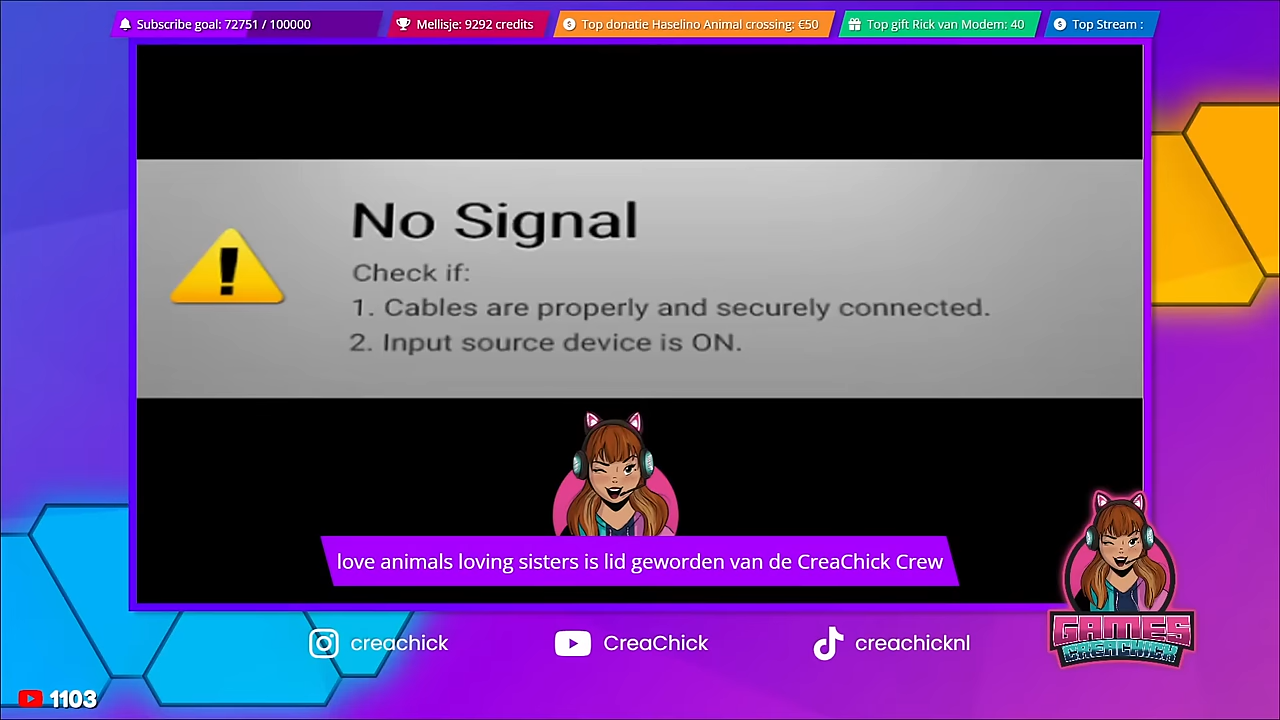 Subscribe goal: 72751 / 100000
Mellisje: 9292 credits
Top donatie Haselino Animal crossing: €50
Top gift Rick van Modem: 40
Top Stream :
No Signal
Check if:
1. Cables are properly and securely connected.
2. Input source device is ON.
love animals loving sisters is lid geworden van de CreaChick Crew
creachick
CreaChick
creachicknl
GAMES
CREACHICK
1103